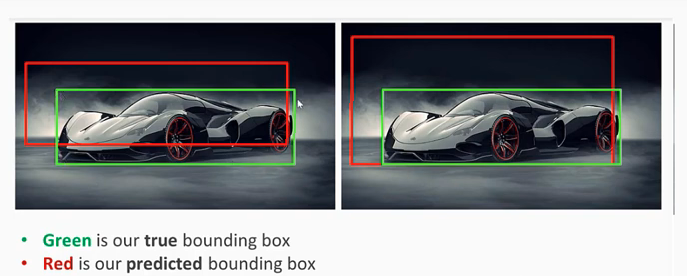 • Green is our true bounding box
• Red is our predicted bounding box